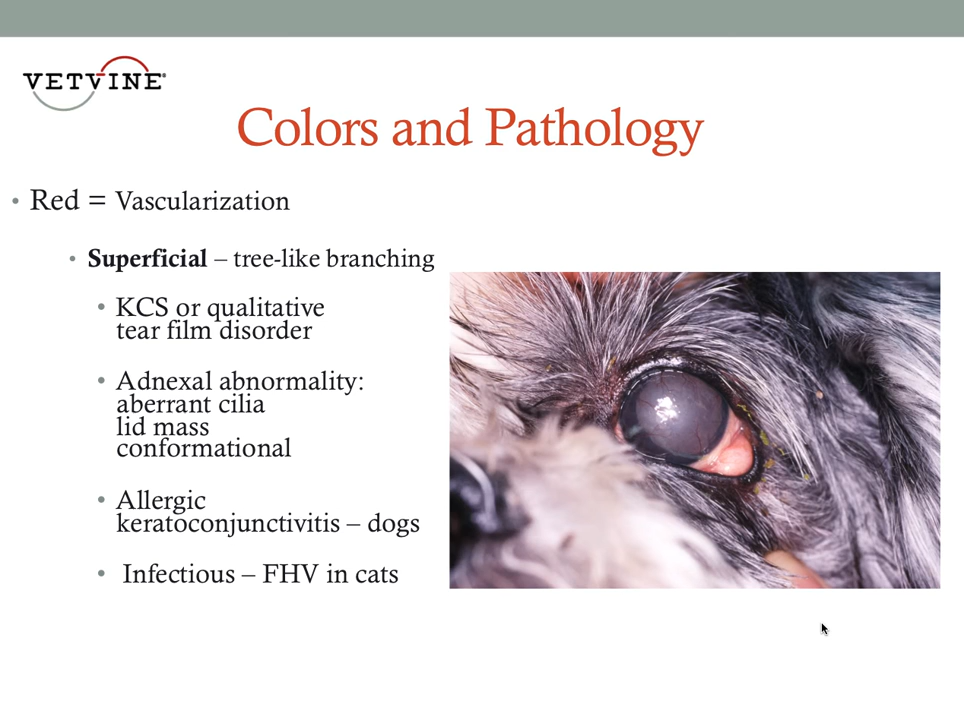 VETVINE
Colors and Pathology
• Red = Vascularization
• Superficial – tree-like branching
• KCS or qualitative
tear film disorder
• Adnexal abnormality:
aberrant cilia
lid mass
conformational
• Allergic
keratoconjunctivitis – dogs
• Infectious – FHV in cats